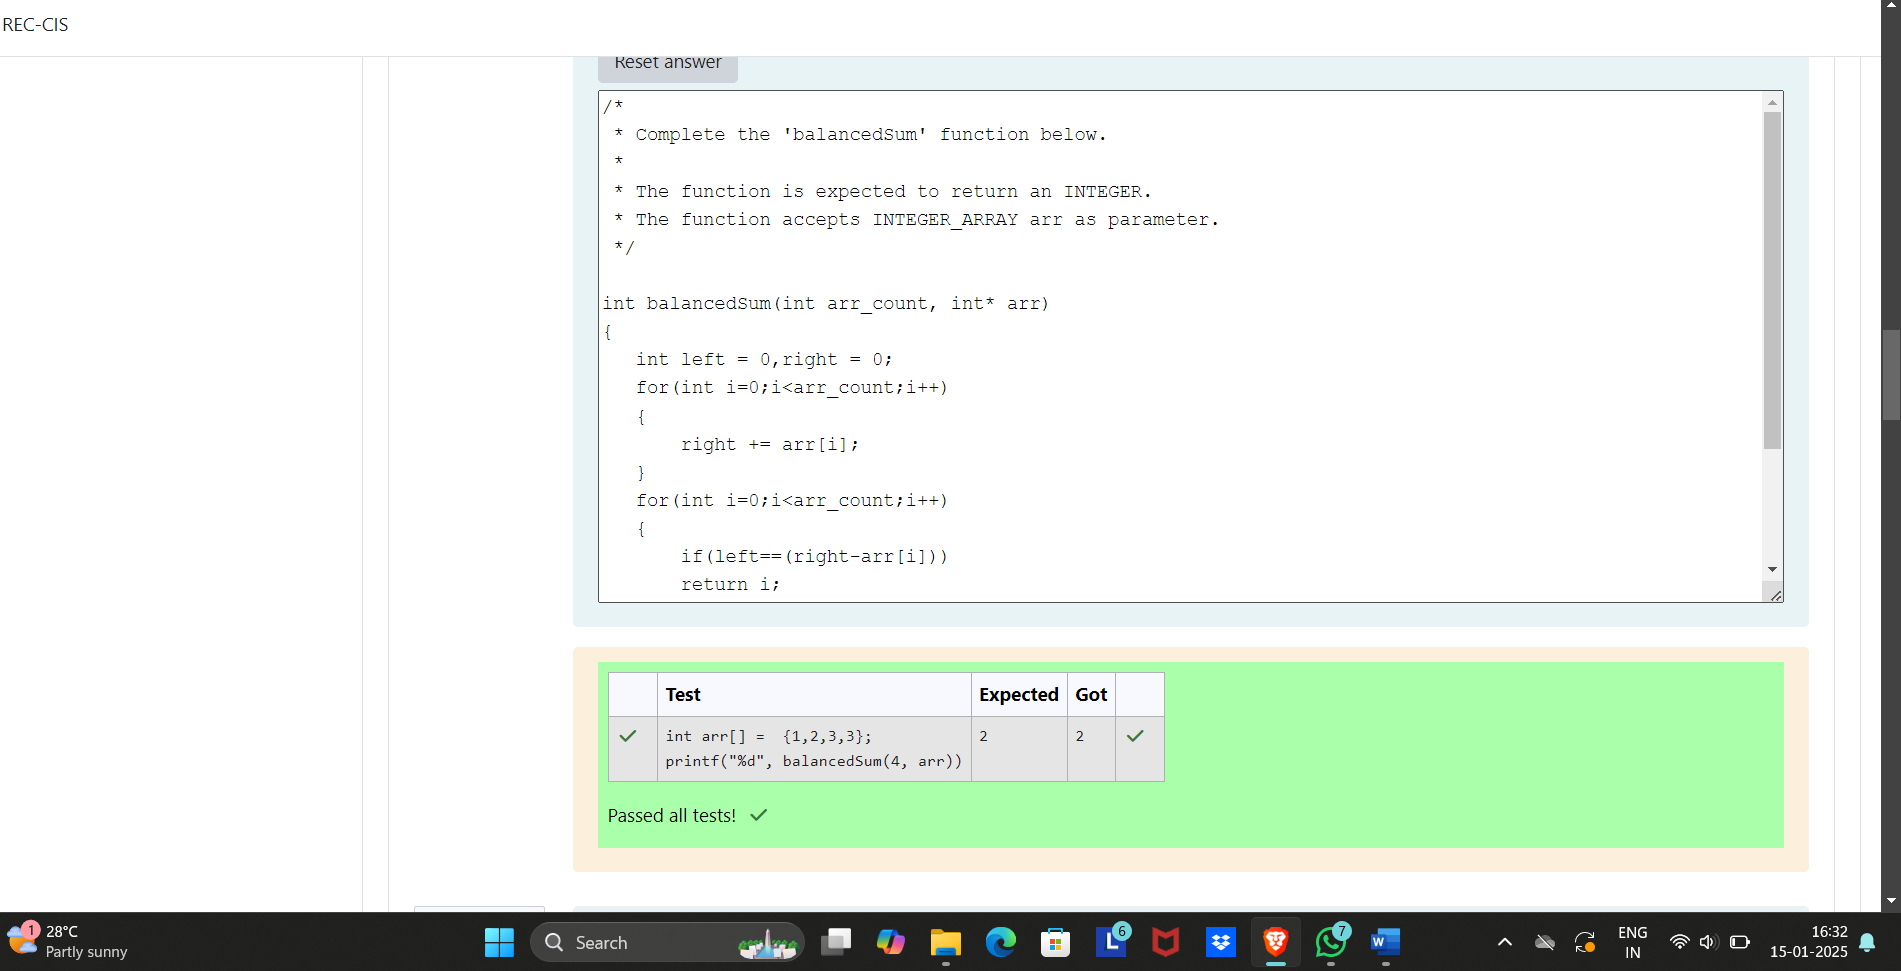 REC-CIS
Reset answer
/*
 * Complete the 'balancedSum' function below.
 *
 * The function is expected to return an INTEGER.
 * The function accepts INTEGER_ARRAY arr as parameter.
 */
int balancedSum(int arr_count, int* arr)
{
   int left = 0,right = 0;
   for(int i=0;i<arr_count;i++)
   {
       right += arr[i];
   }
   for(int i=0;i<arr_count;i++)
   {
       if(left==(right-arr[i]))
       return i;
Test Expected Got
int arr[] =  {1,2,3,3}; 2 2
printf("%d", balancedSum(4, arr))
Passed all tests!
1
28°C
Partly sunny
Search
L 6
7
W
ENG
IN
16:32
15-01-2025